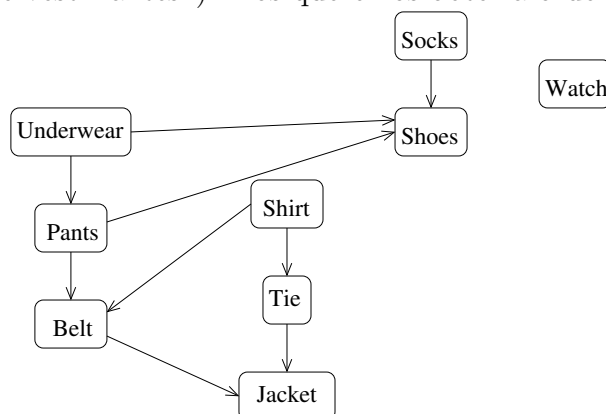 Socks
Watch
Underwear
Shoes
Shirt
Pants
Tie
Belt
Jacket